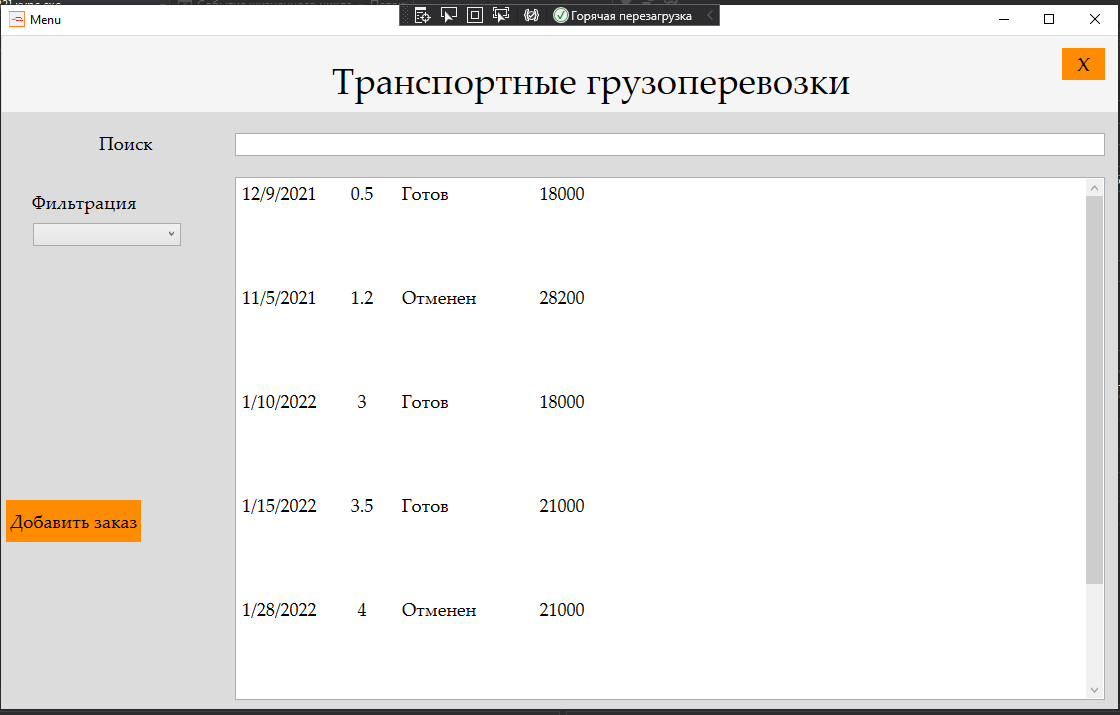 Menu
Горячая перезагрузка
X
Транспортные грузоперевозки
Поиск
Фильтрация
12/9/2021 0.5 Готов 18000
11/5/2021 1.2 Отменен 28200
1/10/2022 3 Готов 18000
1/15/2022 3.5 Готов 21000
Добавить заказ
1/28/2022 4 Отменен 21000